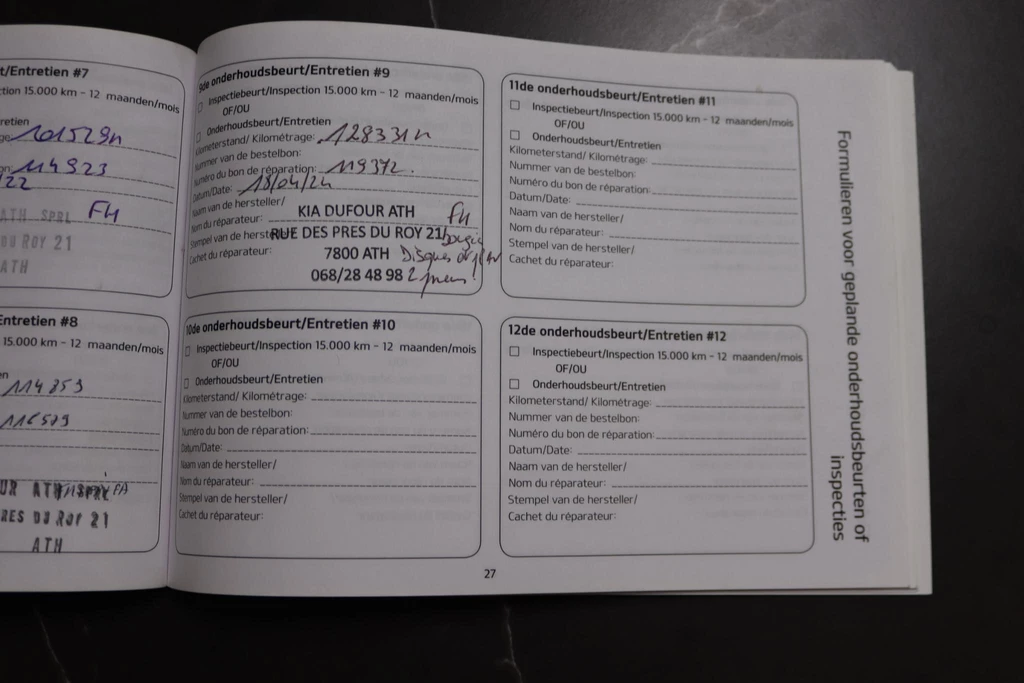 t/Entretien #7
tion 15.000 km - 12 maanden/mois
retien
101529
114923
22
ATH SPRL FH
DU ROY 21
ATH
Entretien #8
15.000 km - 12 maanden/mois
114853
116579
UR ATH
RES DU ROY 21
ATH
9de onderhoudsbeurt/Entretien #9
Inspectiebeurt/Inspection 15.000 km - 12 maanden/mois
OF/OU
Onderhoudsbeurt/Entretien
Kilometerstand/ Kilométrage: 128331
Nummer van de bestelbon:
Numéro du bon de réparation: 119372.
Datum/Date: 18/04/24
Naam van de hersteller/
Nom du réparateur: KIA DUFOUR ATH FH
Stempel van de herst RUE DES PRES DU ROY 21/
Cachet du réparateur: 7800 ATH Disques
068/28 48 98 2 pneus
10de onderhoudsbeurt/Entretien #10
Inspectiebeurt/Inspection 15.000 km - 12 maanden/mois
OF/OU
Onderhoudsbeurt/Entretien
Kilometerstand/ Kilométrage:
Nummer van de bestelbon:
Numéro du bon de réparation:
Datum/Date:
Naam van de hersteller/
Nom du réparateur:
Stempel van de hersteller/
Cachet du réparateur:
11de onderhoudsbeurt/Entretien #11
Inspectiebeurt/Inspection 15.000 km - 12 maanden/mois
OF/OU
Onderhoudsbeurt/Entretien
Kilometerstand/ Kilométrage:
Nummer van de bestelbon:
Numéro du bon de réparation:
Datum/Date:
Naam van de hersteller/
Nom du réparateur:
Stempel van de hersteller/
Cachet du réparateur:
12de onderhoudsbeurt/Entretien #12
Inspectiebeurt/Inspection 15.000 km - 12 maanden/mois
OF/OU
Onderhoudsbeurt/Entretien
Kilometerstand/ Kilométrage:
Nummer van de bestelbon:
Numéro du bon de réparation:
Datum/Date:
Naam van de hersteller/
Nom du réparateur:
Stempel van de hersteller/
Cachet du réparateur:
Formulieren voor geplande onderhoudsbeurten of
inspecties
27